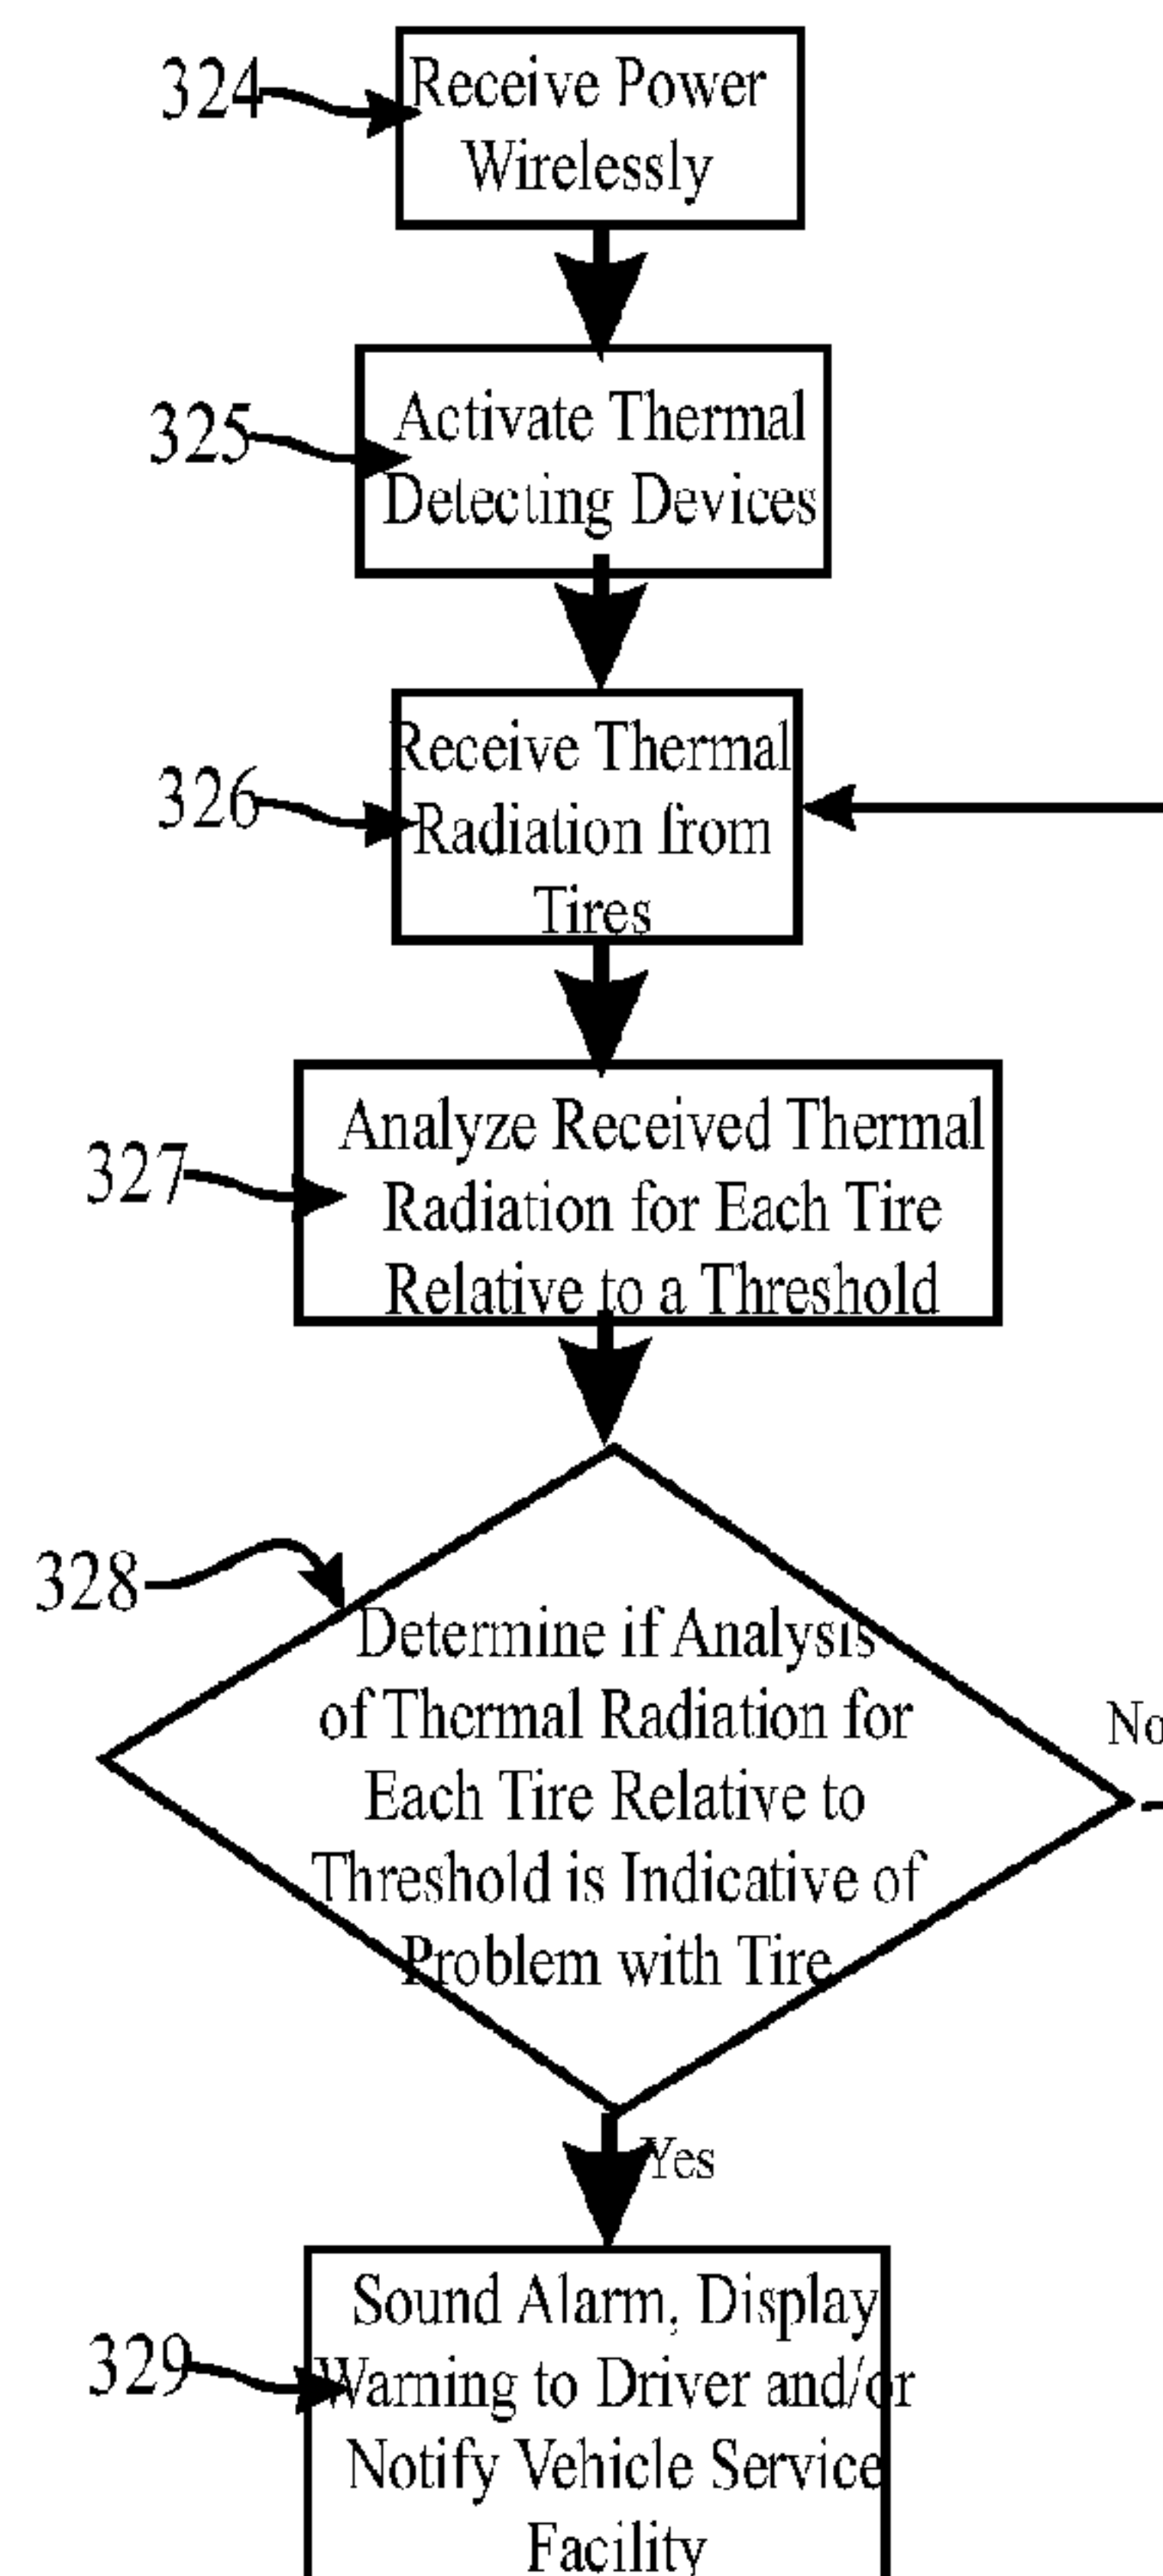 324
Receive Power
Wirelessly
325
Activate Thermal
Detecting Devices
326
Receive Thermal
Radiation from
Tires
327
Analyze Received Thermal
Radiation for Each Tire
Relative to a Threshold
328
Determine if Analysis
of Thermal Radiation for
Each Tire Relative to
Threshold is Indicative of
Problem with Tire
No
Yes
329
Sound Alarm, Display
Warning to Driver and/or
Notify Vehicle Service
Facility